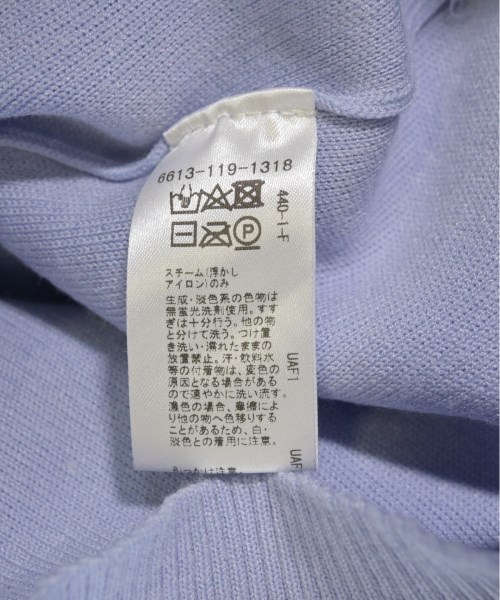 6613-119-1318
440-1-F
P
スチーム(浮かし
アイロン)のみ
生成・淡色系の色物は
無蛍光洗剤使用。すす
ぎは十分行う。他の物
と分けて洗う。つけ置
き洗い・濡れたままの
放置禁止。汗・飲料水
等の付着物は、変色の
原因となる場合がある
ので速やかに洗い流す。
濃色の場合、摩擦によ
り他の物へ色移りする
ことがあるため、白・
淡色との着用に注意。
引っかけ注意。
UAF1
UAF